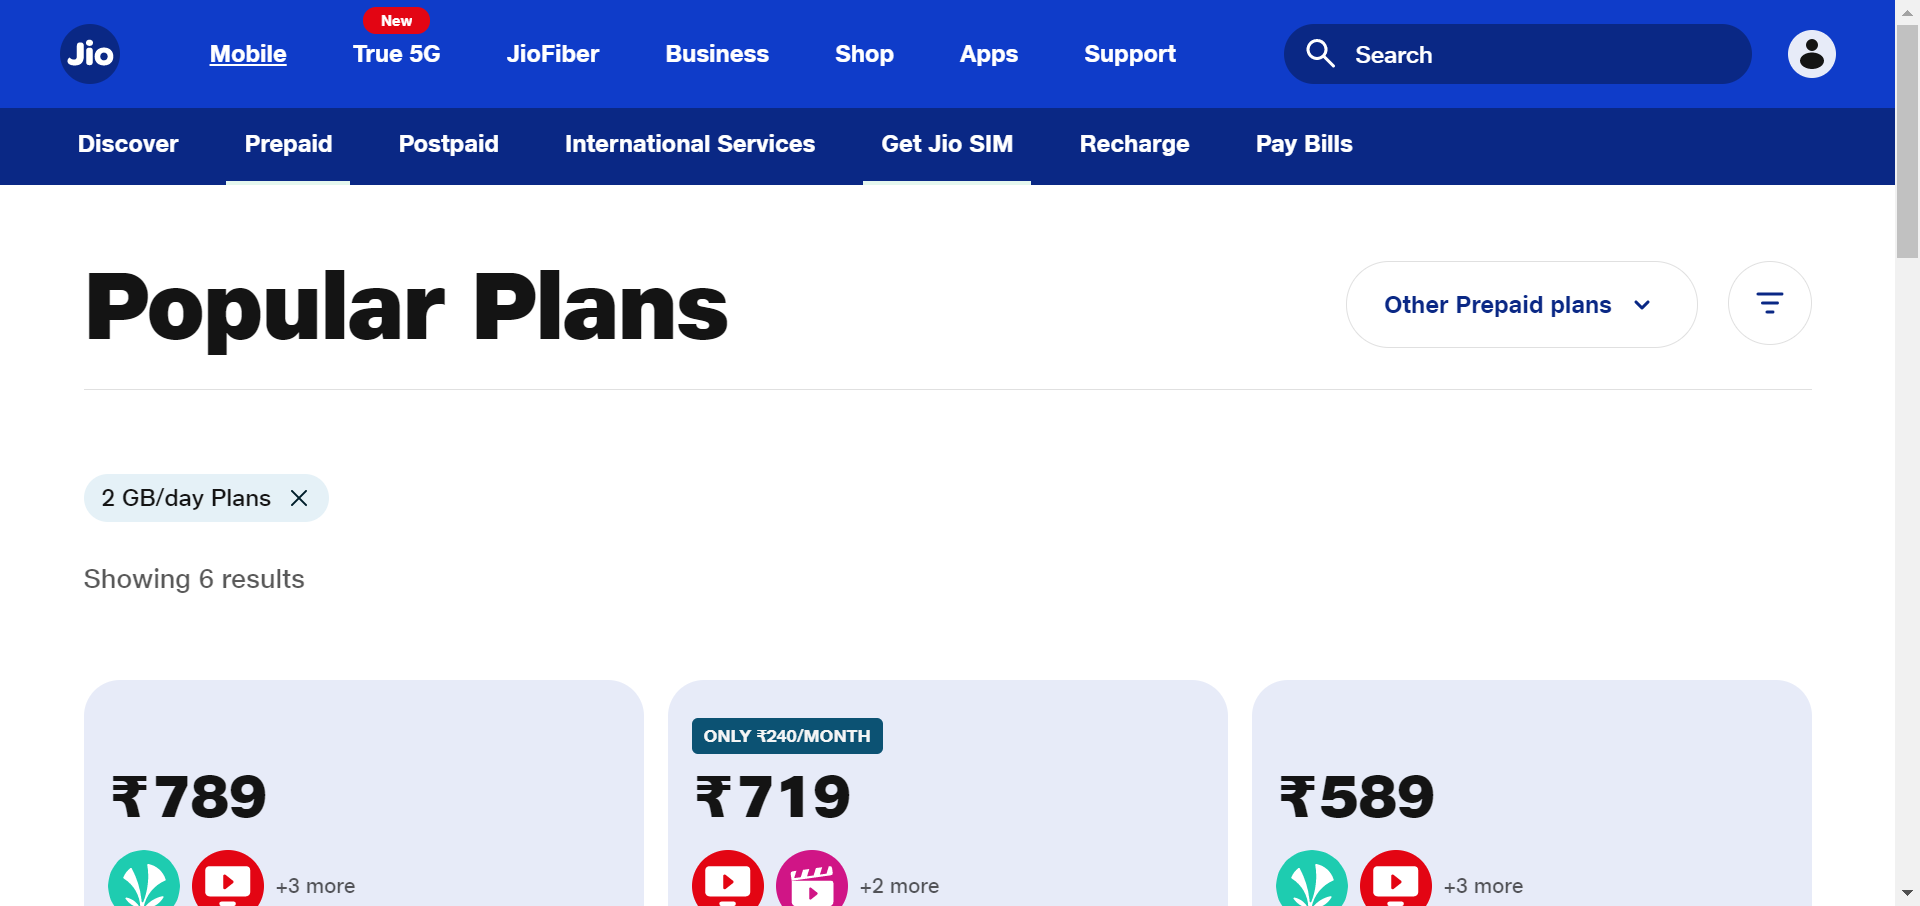 New
Jio
Mobile
True 5G
JioFiber
Business
Shop
Apps
Support
Search
Discover
Prepaid
Postpaid
International Services
Get Jio SIM
Recharge
Pay Bills
Popular Plans
Other Prepaid plans
2 GB/day Plans
Showing 6 results
₹789
+3 more
ONLY ₹240/MONTH
₹719
+2 more
₹589
+3 more